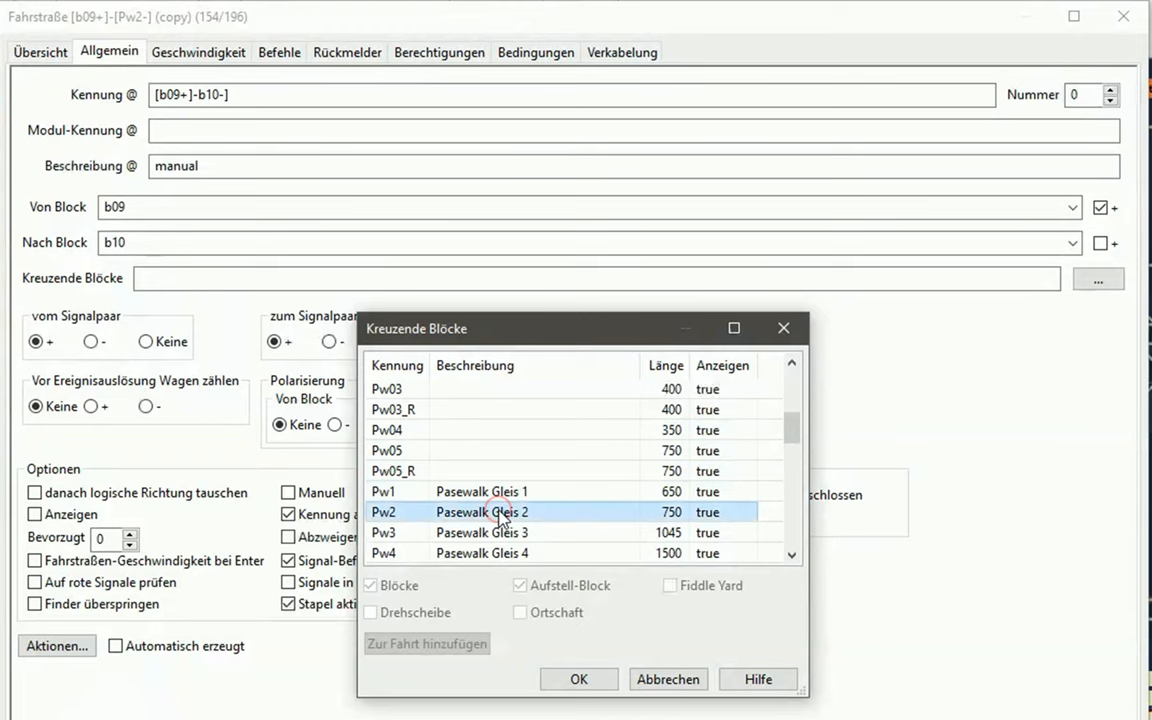 Fahrstraße [b09+]-[Pw2-] (copy) (154/196)
Übersicht Allgemein Geschwindigkeit Befehle Rückmelder Berechtigungen Bedingungen Verkabelung
Kennung @ [b09+]-b10-] Nummer 0
Modul-Kennung @
Beschreibung @ manual
Von Block b09 +
Nach Block b10 +
Kreuzende Blöcke ...
vom Signalpaar zum Signalpaar
+ - Keine + -
Vor Ereignisauslösung Wagen zählen Polarisierung
Von Block
Keine + - Keine -
Optionen
danach logische Richtung tauschen Manuell
Anzeigen Kennung
Bevorzugt 0
Fahrstraßen-Geschwindigkeit bei Enter
Auf rote Signale prüfen Signale in
Finder überspringen Stapel
Aktionen... Automatisch erzeugt
Kreuzende Blöcke
Kennung Beschreibung Länge Anzeigen
Pw03 400 true
Pw03_R 400 true
Pw04 350 true
Pw05 750 true
Pw05_R 750 true
Pw1 Pasewalk Gleis 1 650 true
Pw2 Pasewalk Gleis 2 750 true
Pw3 Pasewalk Gleis 3 1045 true
Pw4 Pasewalk Gleis 4 1500 true
Blöcke Aufstell-Block Fiddle Yard
Drehscheibe Ortschaft
Zur Fahrt hinzufügen
OK Abbrechen Hilfe